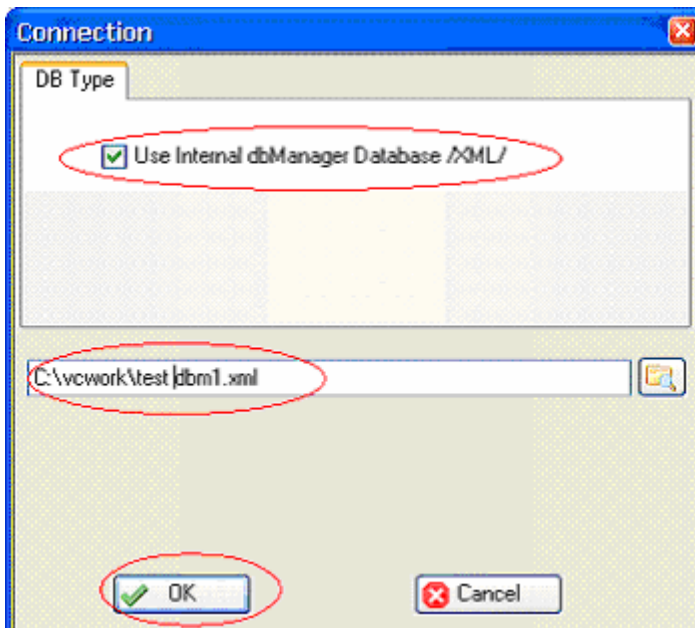 Connection
DB Type
Use Internal dbManager Database /XML/
C:\vcwork\test dbm1.xml
OK
Cancel